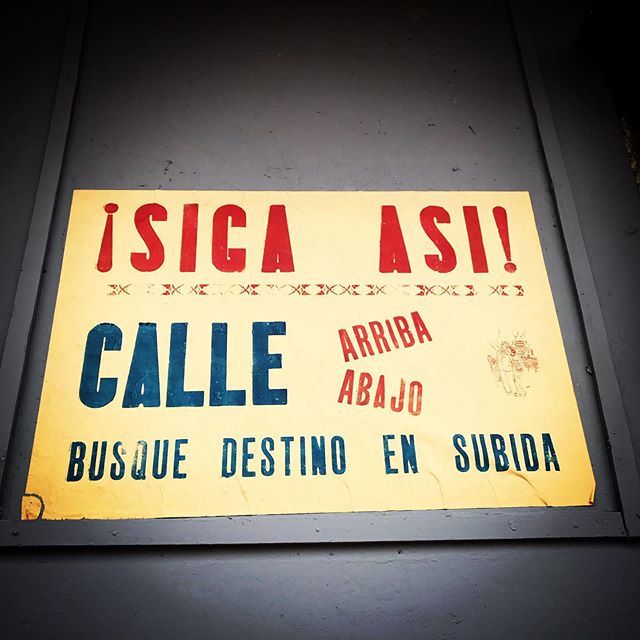 ¡SIGA ASI!
CALLE
ARRIBA
ABAJO
BUSQUE DESTINO EN SUBIDA